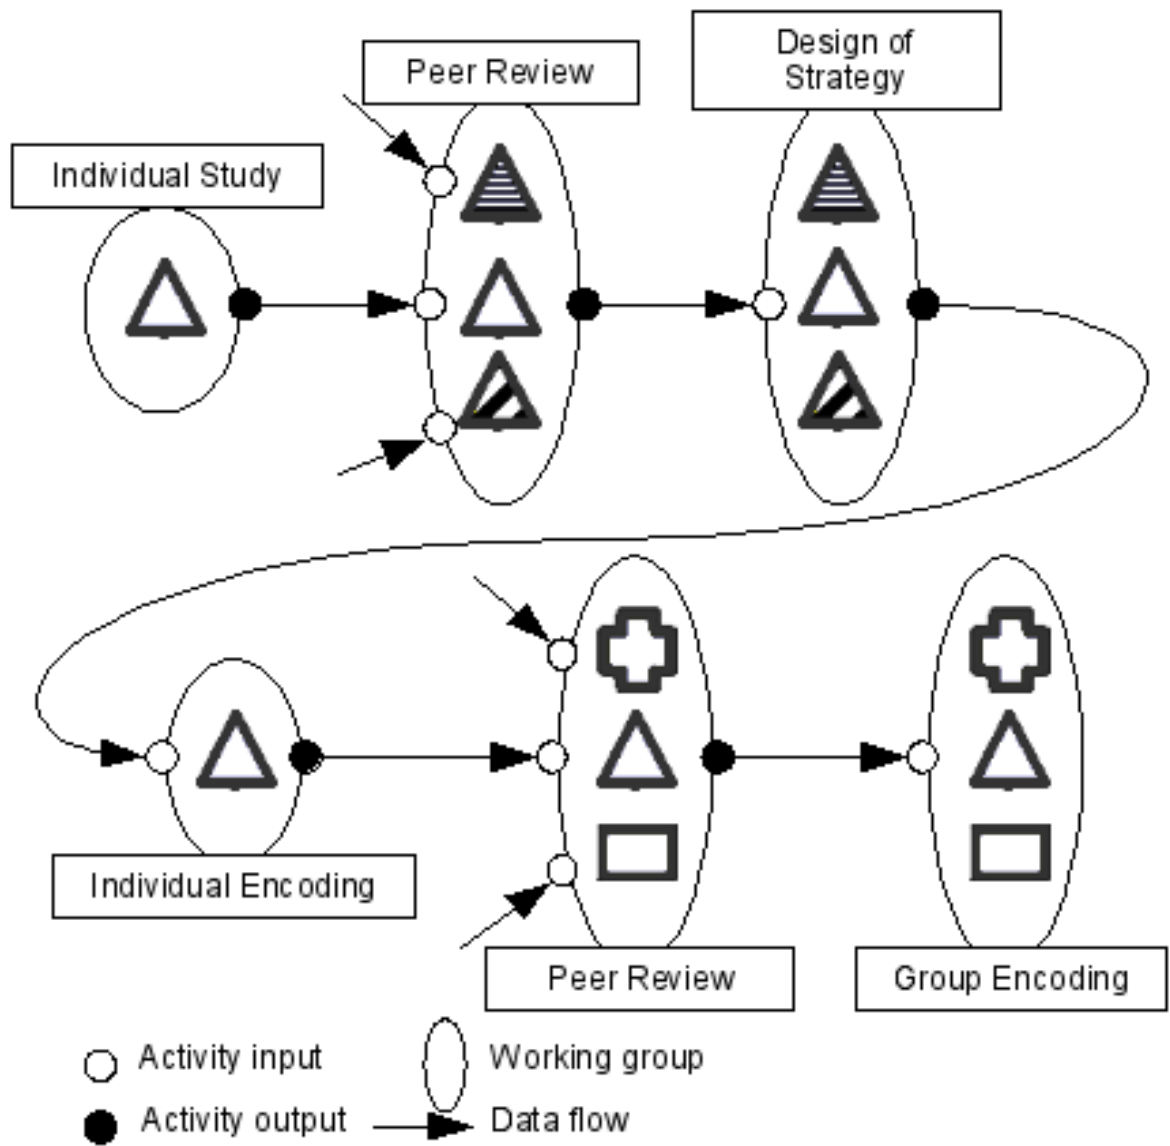 Peer Review
Design of
Strategy
Individual Study
Individual Encoding
Peer Review
Group Encoding
Activity input
Working group
Activity output
Data flow